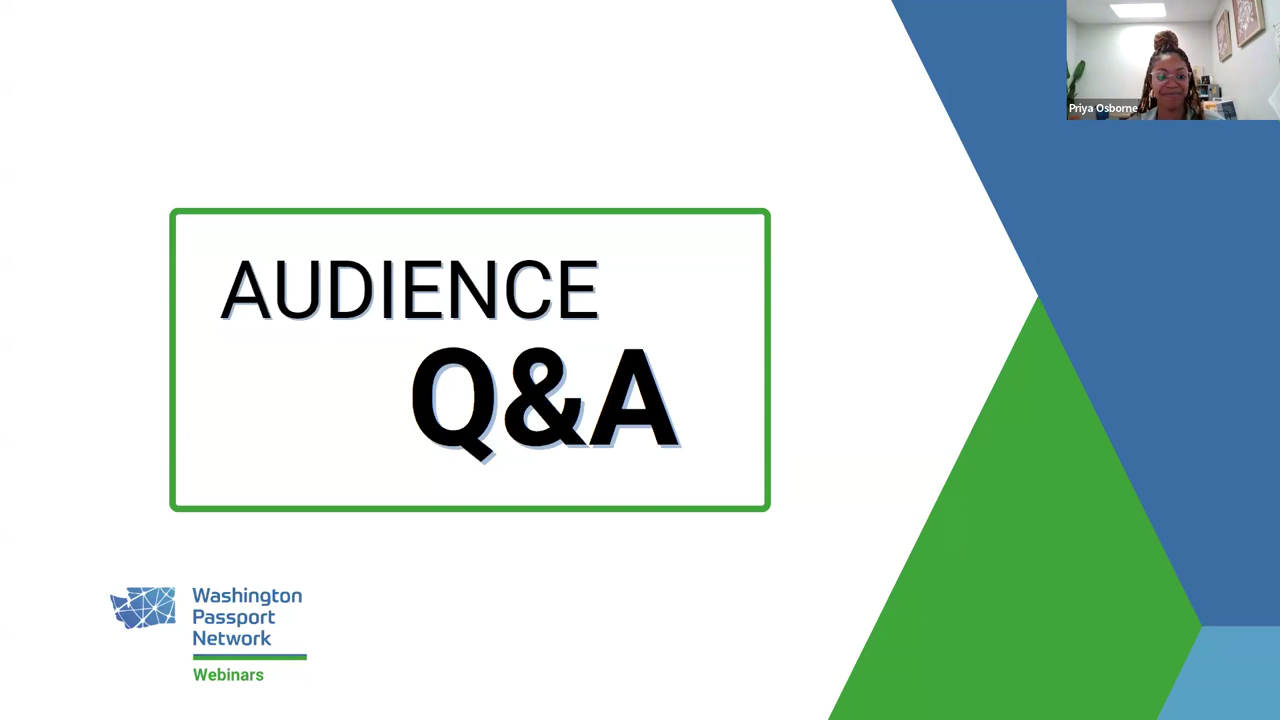 Priya Osborne
AUDIENCE
Q&A
Washington
Passport
Network
Webinars